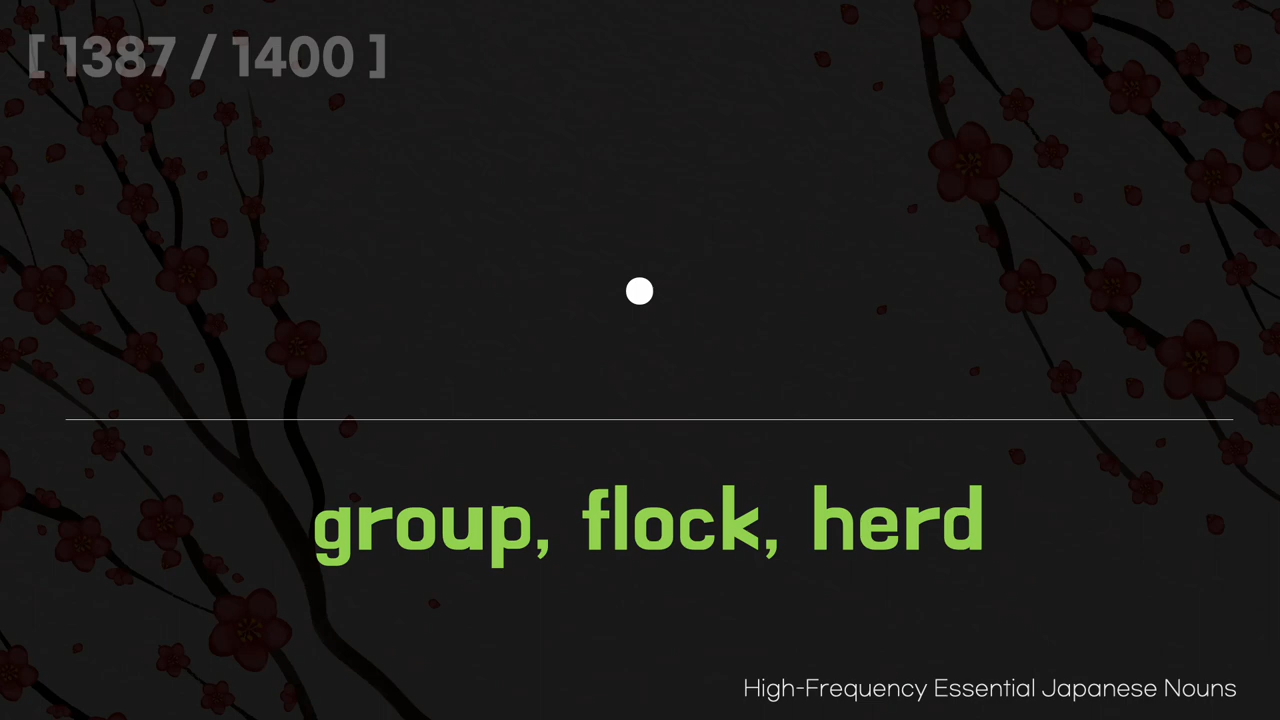 [ 1387 / 1400 ]
group, flock, herd
High-Frequency Essential Japanese Nouns